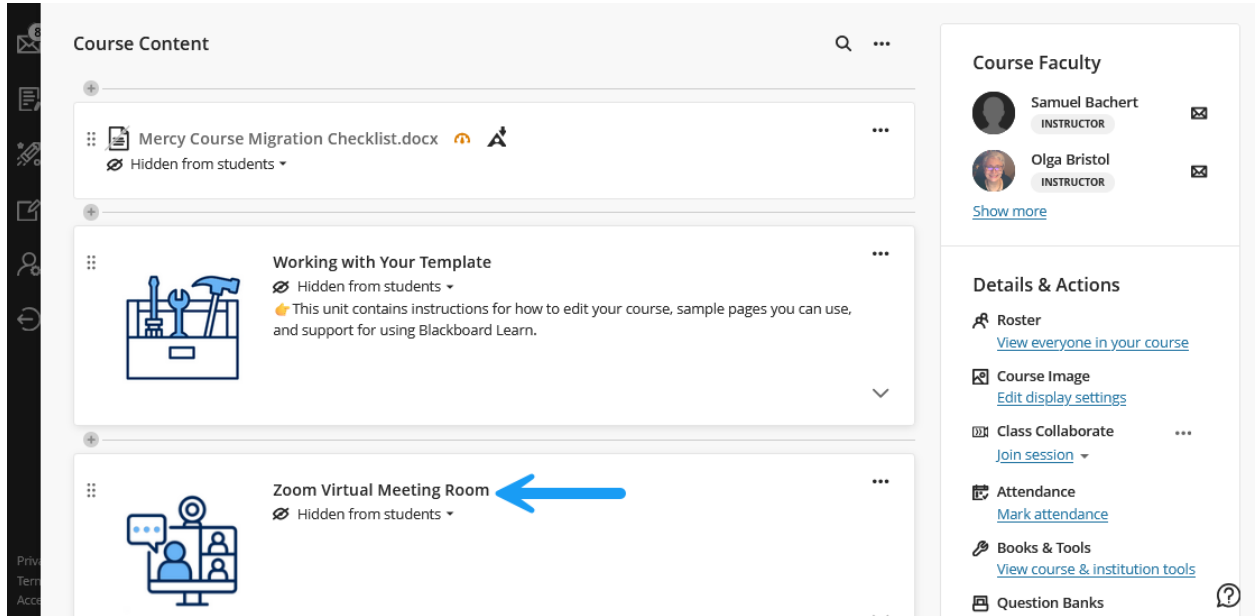 8
Course Content
Mercy Course Migration Checklist.docx
Hidden from students
Working with Your Template
Hidden from students
👉This unit contains instructions for how to edit your course, sample pages you can use,
and support for using Blackboard Learn.
Zoom Virtual Meeting Room
Hidden from students
Course Faculty
Samuel Bachert
INSTRUCTOR
Olga Bristol
INSTRUCTOR
Show more
Details & Actions
Roster
View everyone in your course
Course Image
Edit display settings
Class Collaborate
Join session
Attendance
Mark attendance
Books & Tools
View course & institution tools
Question Banks
Priva
Term
Acce